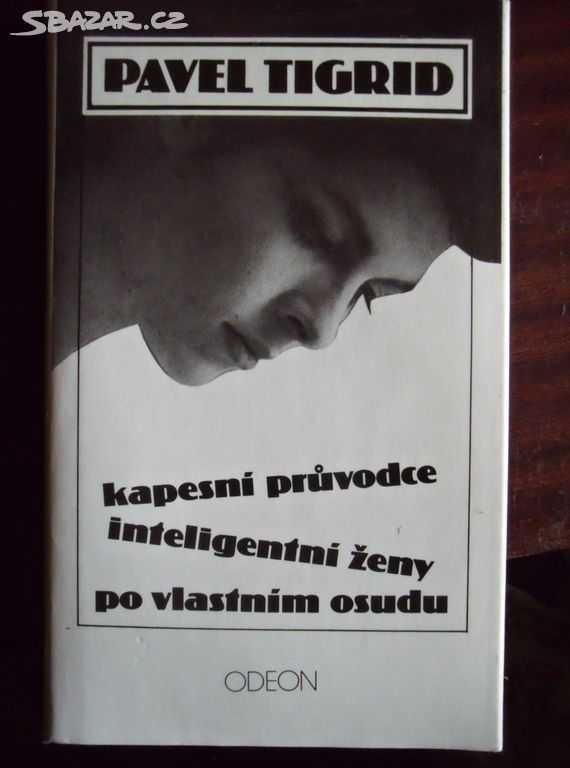 SBAZAR.CZ
PAVEL TIGRID
kapesní průvodce
inteligentní ženy
po vlastním osudu
ODEON